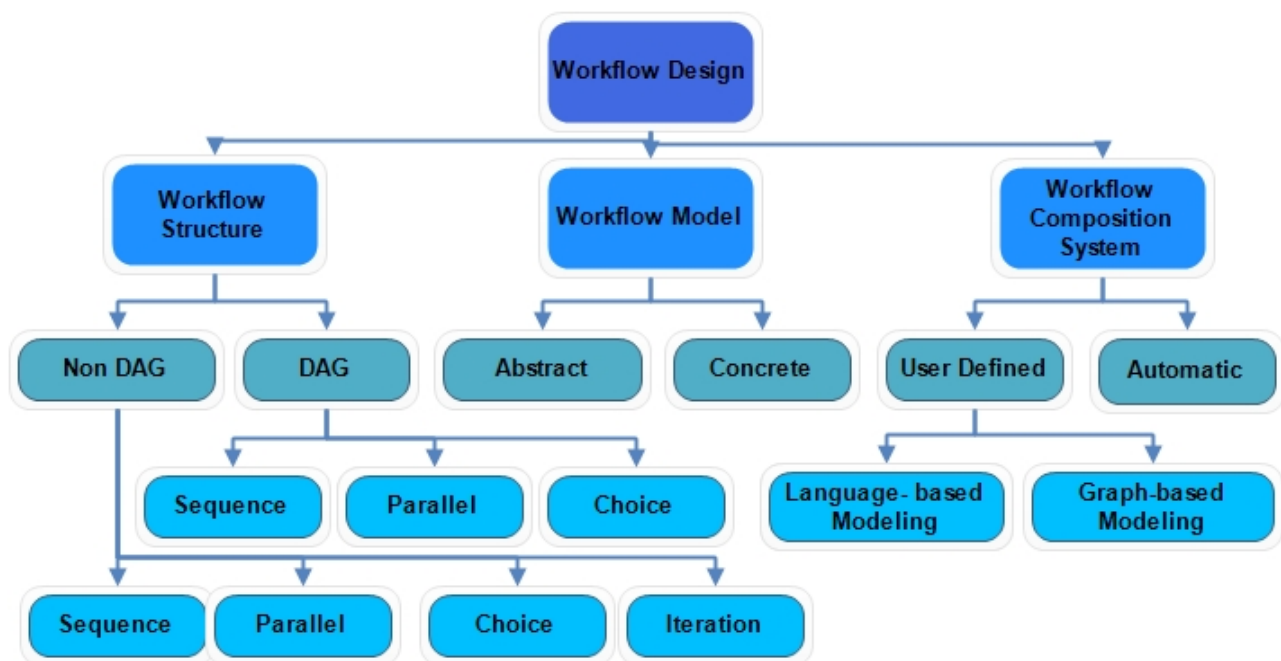 Workflow Design
Workflow
Structure
Workflow Model
Workflow
Composition
System
Non DAG
DAG
Abstract
Concrete
User Defined
Automatic
Sequence
Parallel
Choice
Language- based
Modeling
Graph-based
Modeling
Sequence
Parallel
Choice
Iteration